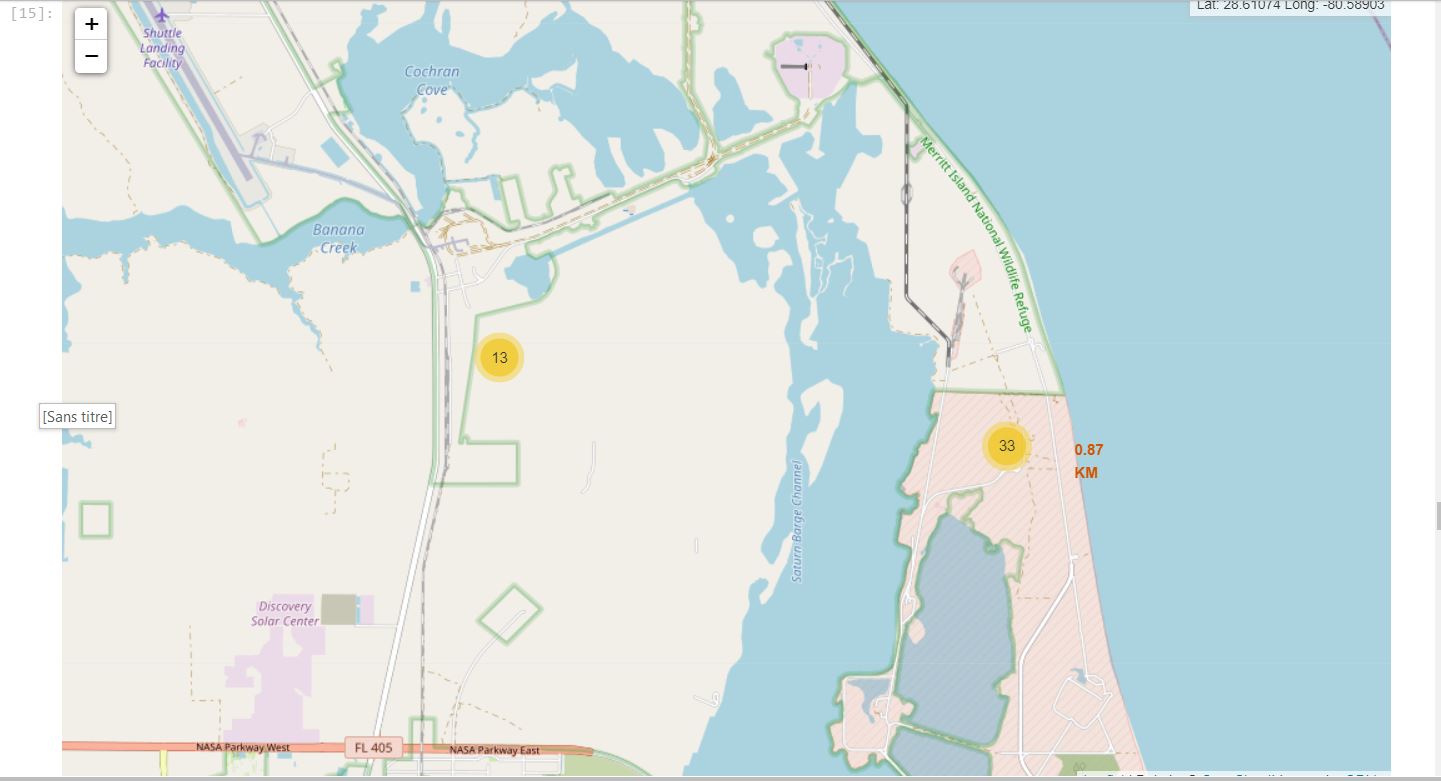 [15]:
Lat: 28.61074 Long: -80.58903
+
−
Shuttle
Landing
Facility
Cochran
Cove
Merritt Island National Wildlife Refuge
Banana
Creek
13
[Sans titre]
33
0.87
KM
Saturn Barge Channel
Discovery
Solar Center
NASA Parkway West
FL 405
NASA Parkway East